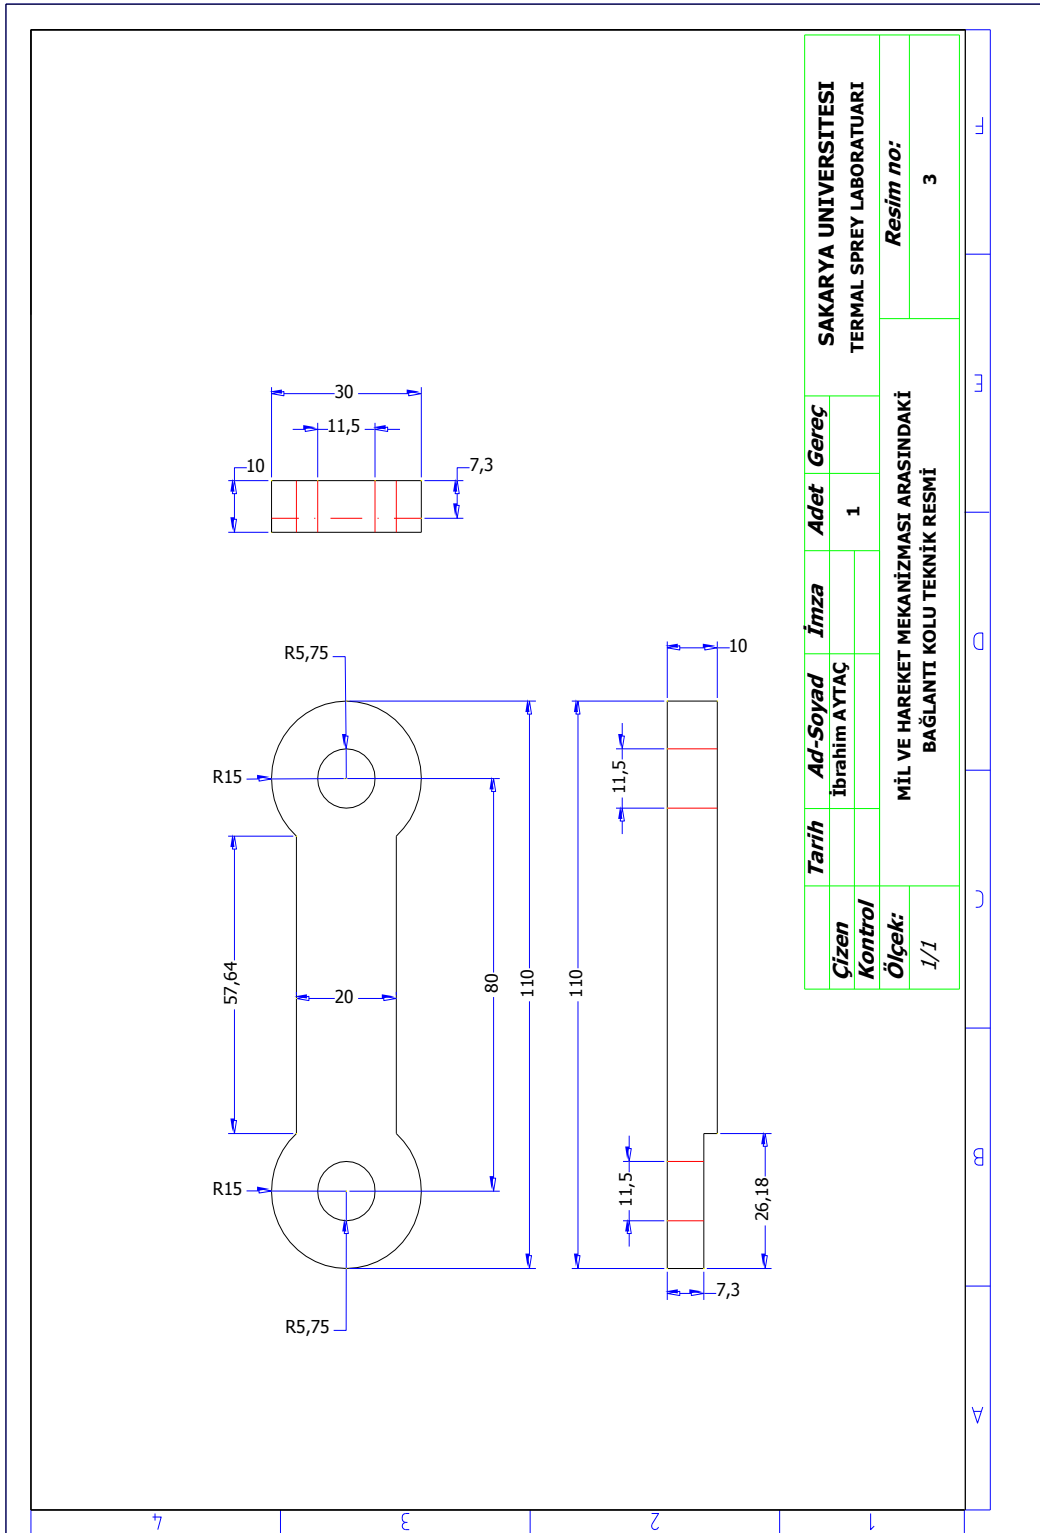 30
11,5
10
7,3
R5,75
R15
57,64
20
80
110
R15
R5,75
10
11,5
110
11,5
26,18
7,3
SAKARYA UNIVERSITESI
TERMAL SPREY LABORATUARI
Resim no:
3
Tarih Ad-Soyad İmza Adet Gereç
Çizen İbrahim AYTAÇ 1
Kontrol
Ölçek:
1/1
MİL VE HAREKET MEKANİZMASI ARASINDAKİ
BAĞLANTI KOLU TEKNİK RESMİ
F
E
D
C
B
A
4
3
2
1